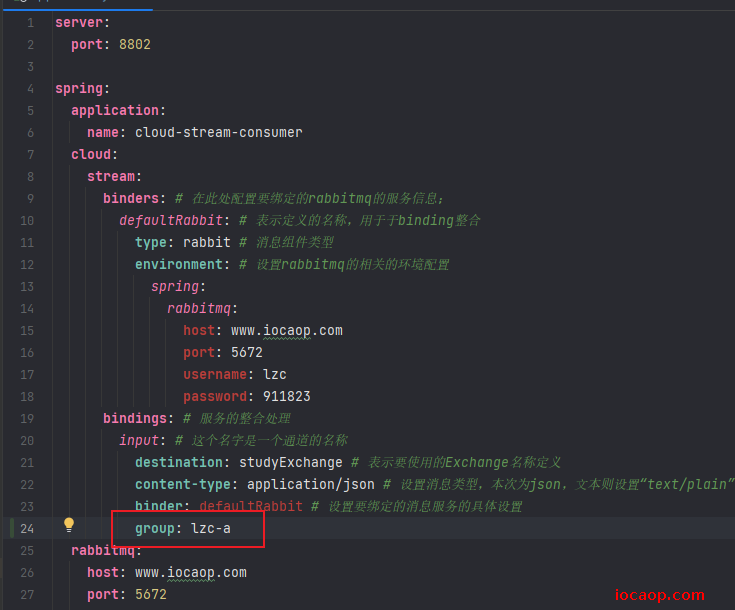 1 server:
2 port: 8802
3
4 spring:
5 application:
6 name: cloud-stream-consumer
7 cloud:
8 stream:
9 binders: # 在此处配置要绑定的rabbitmq的服务信息；
10 defaultRabbit: # 表示定义的名称，用于于binding整合
11 type: rabbit # 消息组件类型
12 environment: # 设置rabbitmq的相关的环境配置
13 spring:
14 rabbitmq:
15 host: www.iocaop.com
16 port: 5672
17 username: lzc
18 password: 911823
19 bindings: # 服务的整合处理
20 input: # 这个名字是一个通道的名称
21 destination: studyExchange # 表示要使用的Exchange名称定义
22 content-type: application/json # 设置消息类型，本次为json，文本则设置“text/plain”
23 binder: defaultRabbit # 设置要绑定的消息服务的具体设置
24 group: lzc-a
25 rabbitmq:
26 host: www.iocaop.com
27 port: 5672
iocaop.com